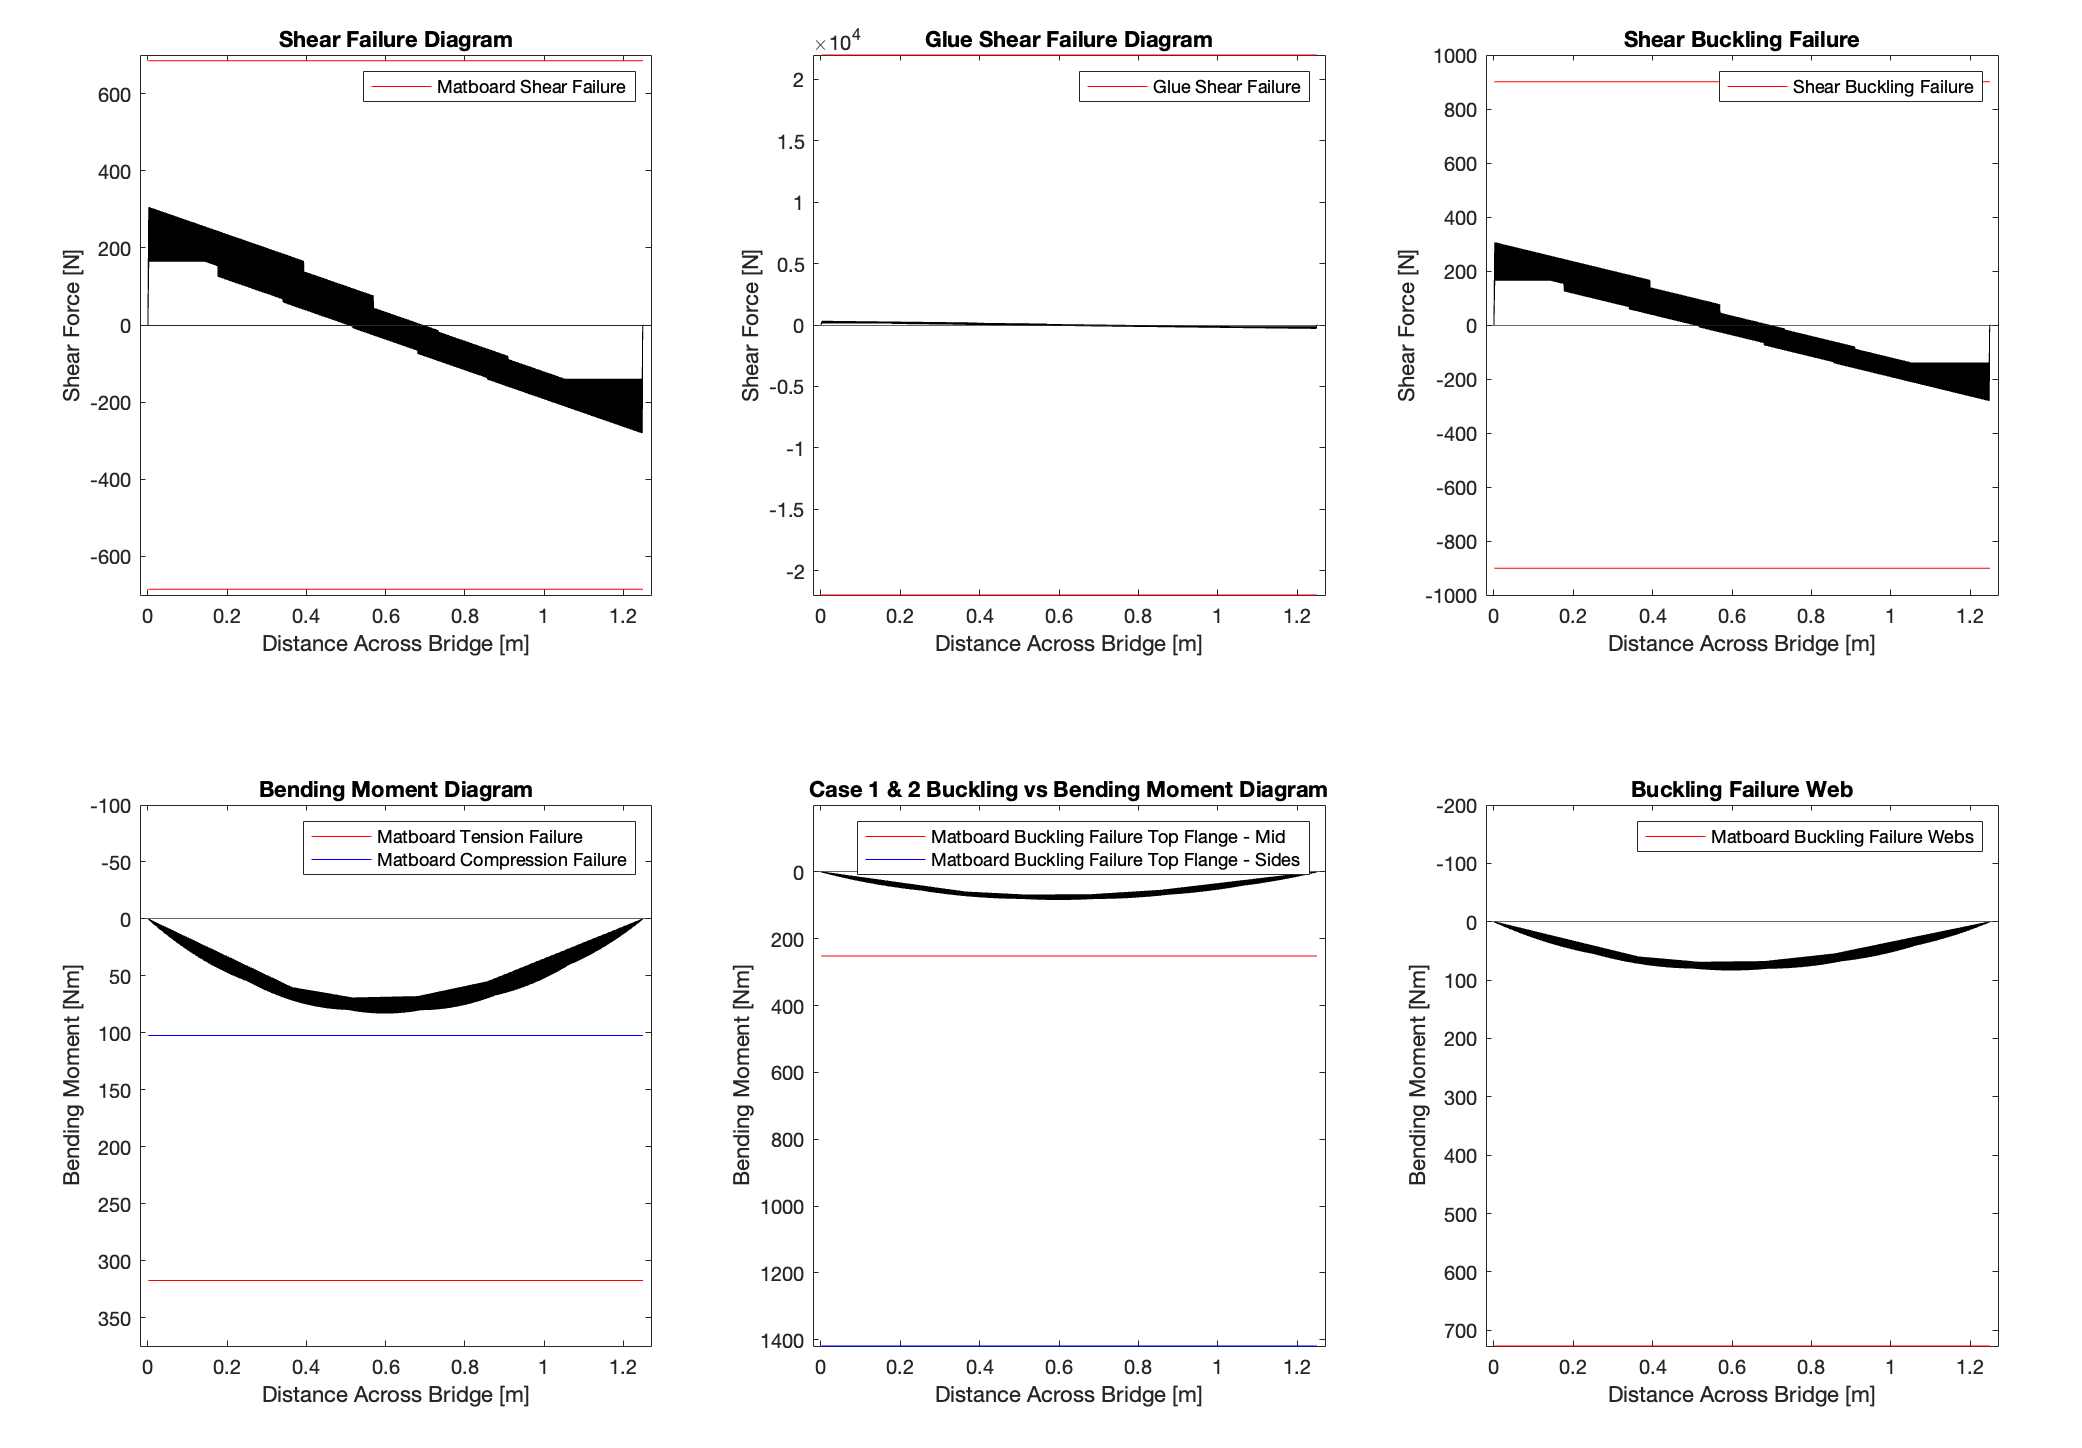 Shear Failure Diagram
Matboard Shear Failure
600
400
200
0
-200
-400
-600
Shear Force [N]
0 0.2 0.4 0.6 0.8 1 1.2
Distance Across Bridge [m]
Glue Shear Failure Diagram
×10⁴
Glue Shear Failure
2
1.5
1
0.5
0
-0.5
-1
-1.5
-2
Shear Force [N]
0 0.2 0.4 0.6 0.8 1 1.2
Distance Across Bridge [m]
Shear Buckling Failure
Shear Buckling Failure
1000
800
600
400
200
0
-200
-400
-600
-800
-1000
Shear Force [N]
0 0.2 0.4 0.6 0.8 1 1.2
Distance Across Bridge [m]
Bending Moment Diagram
Matboard Tension Failure
Matboard Compression Failure
-100
-50
0
50
100
150
200
250
300
350
Bending Moment [Nm]
0 0.2 0.4 0.6 0.8 1 1.2
Distance Across Bridge [m]
Case 1 & 2 Buckling vs Bending Moment Diagram
Matboard Buckling Failure Top Flange - Mid
Matboard Buckling Failure Top Flange - Sides
0
200
400
600
800
1000
1200
1400
Bending Moment [Nm]
0 0.2 0.4 0.6 0.8 1 1.2
Distance Across Bridge [m]
Buckling Failure Web
Matboard Buckling Failure Webs
-200
-100
0
100
200
300
400
500
600
700
Bending Moment [Nm]
0 0.2 0.4 0.6 0.8 1 1.2
Distance Across Bridge [m]